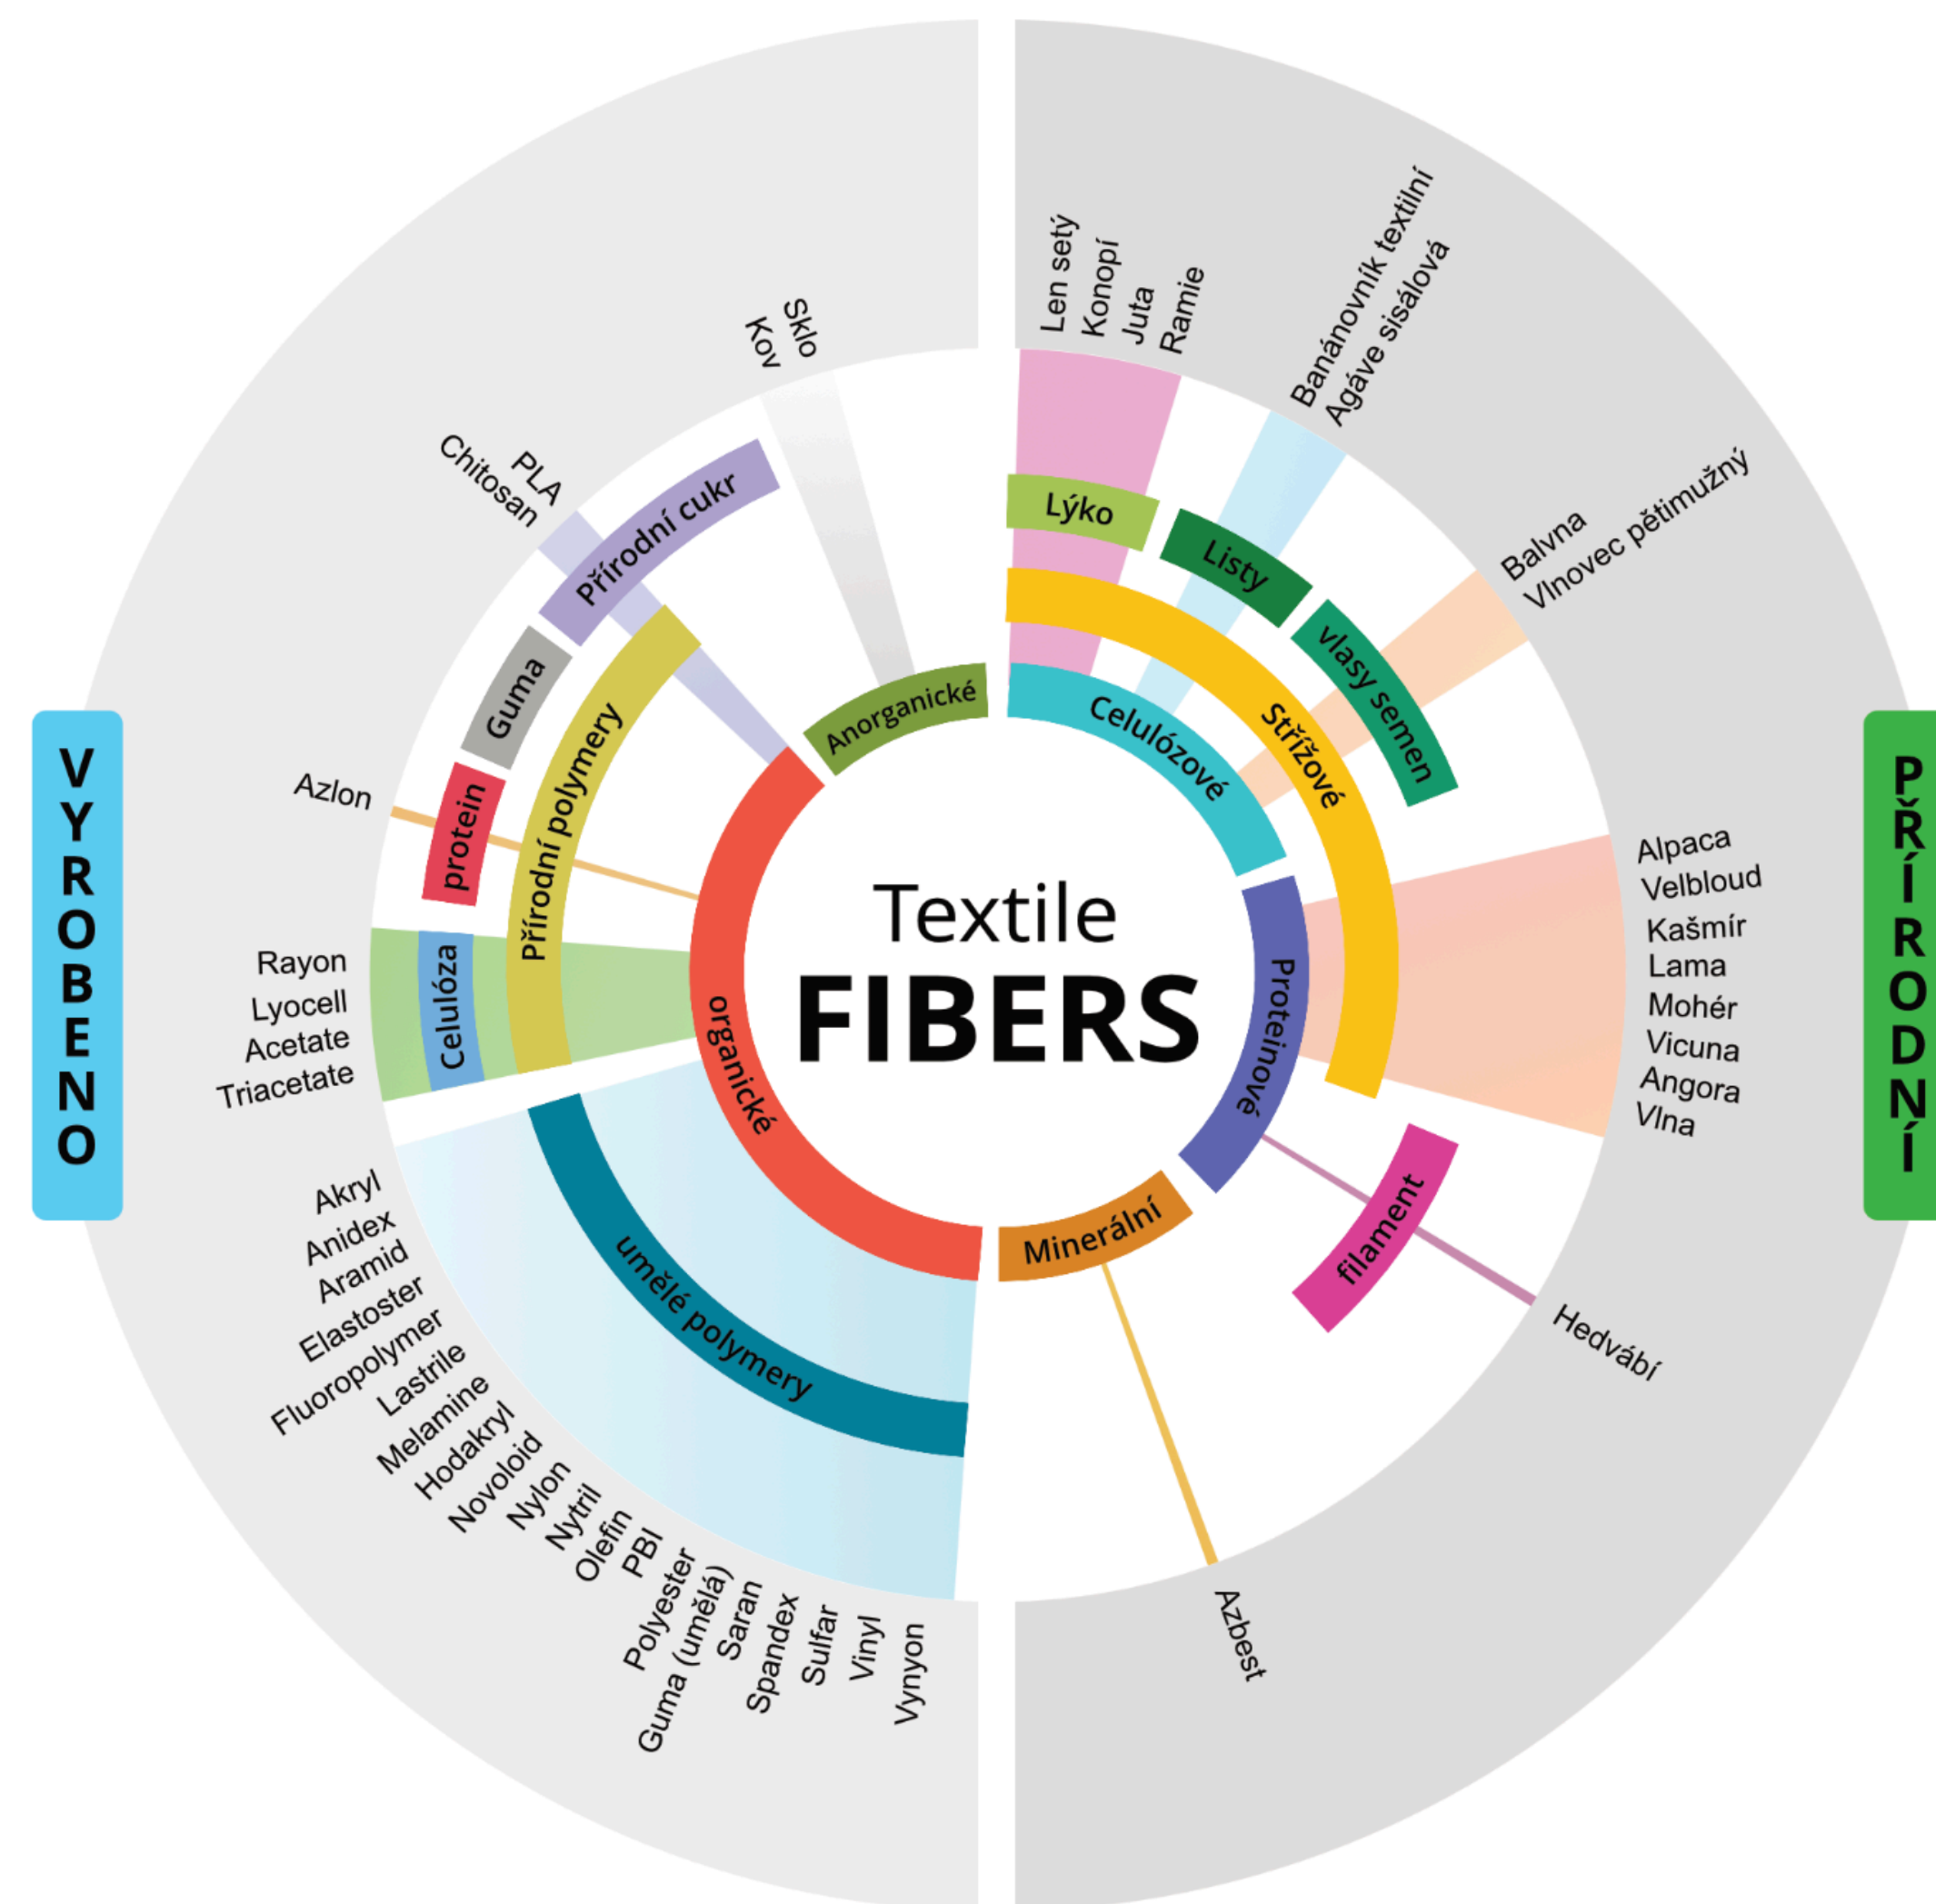 Textile
FIBERS
VYROBENO
PŘÍRODNÍ
Anorganické
Sklo
Kov
organické
Přírodní polymery
Přírodní cukr
PLA
Chitosan
Guma
protein
Azlon
Celulóza
Rayon
Lyocell
Acetate
Triacetate
umělé polymery
Akryl
Anidex
Aramid
Elastoster
Fluoropolymer
Lastrile
Melamine
Hodakryl
Novoloid
Nylon
Nytril
Olefin
PBI
Polyester
Guma (umělá)
Saran
Spandex
Sulfar
Vinyl
Vynyon
Celulózové
Střížové
Lýko
Len setý
Konopí
Juta
Ramie
Listy
Banánovník textilní
Agáve sisálová
vlasy semen
Balvna
Vlnovec pětimužný
Proteinové
Alpaca
Velbloud
Kašmír
Lama
Mohér
Vicuna
Angora
Vlna
filament
Hedvábí
Minerální
Azbest